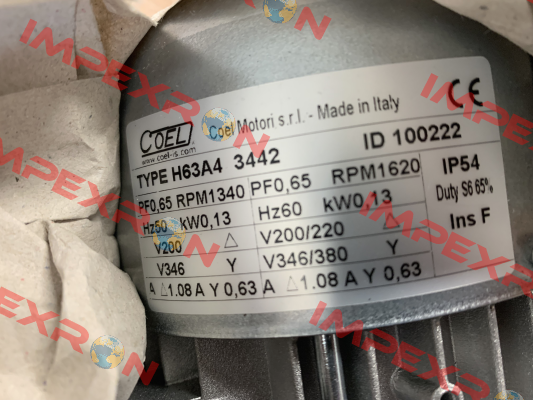 COEL
coel-is.com
Coel Motori s.r.l. - Made in Italy
CE
TYPE H63A4 3442 ID 100222
PF0,65 RPM1340 PF0,65 RPM1620 IP54
Hz50 kW0,13 Hz60 kW0,13 Duty S6 65%
V200 △ V200/220 △ Ins F
V346 Y V346/380 Y
A △1.08 A Y 0,63 A △1.08 A Y 0,63
IMPEXRON
IMPEXRON
IMPEXRON
IMPEXRON
IMPEXRON